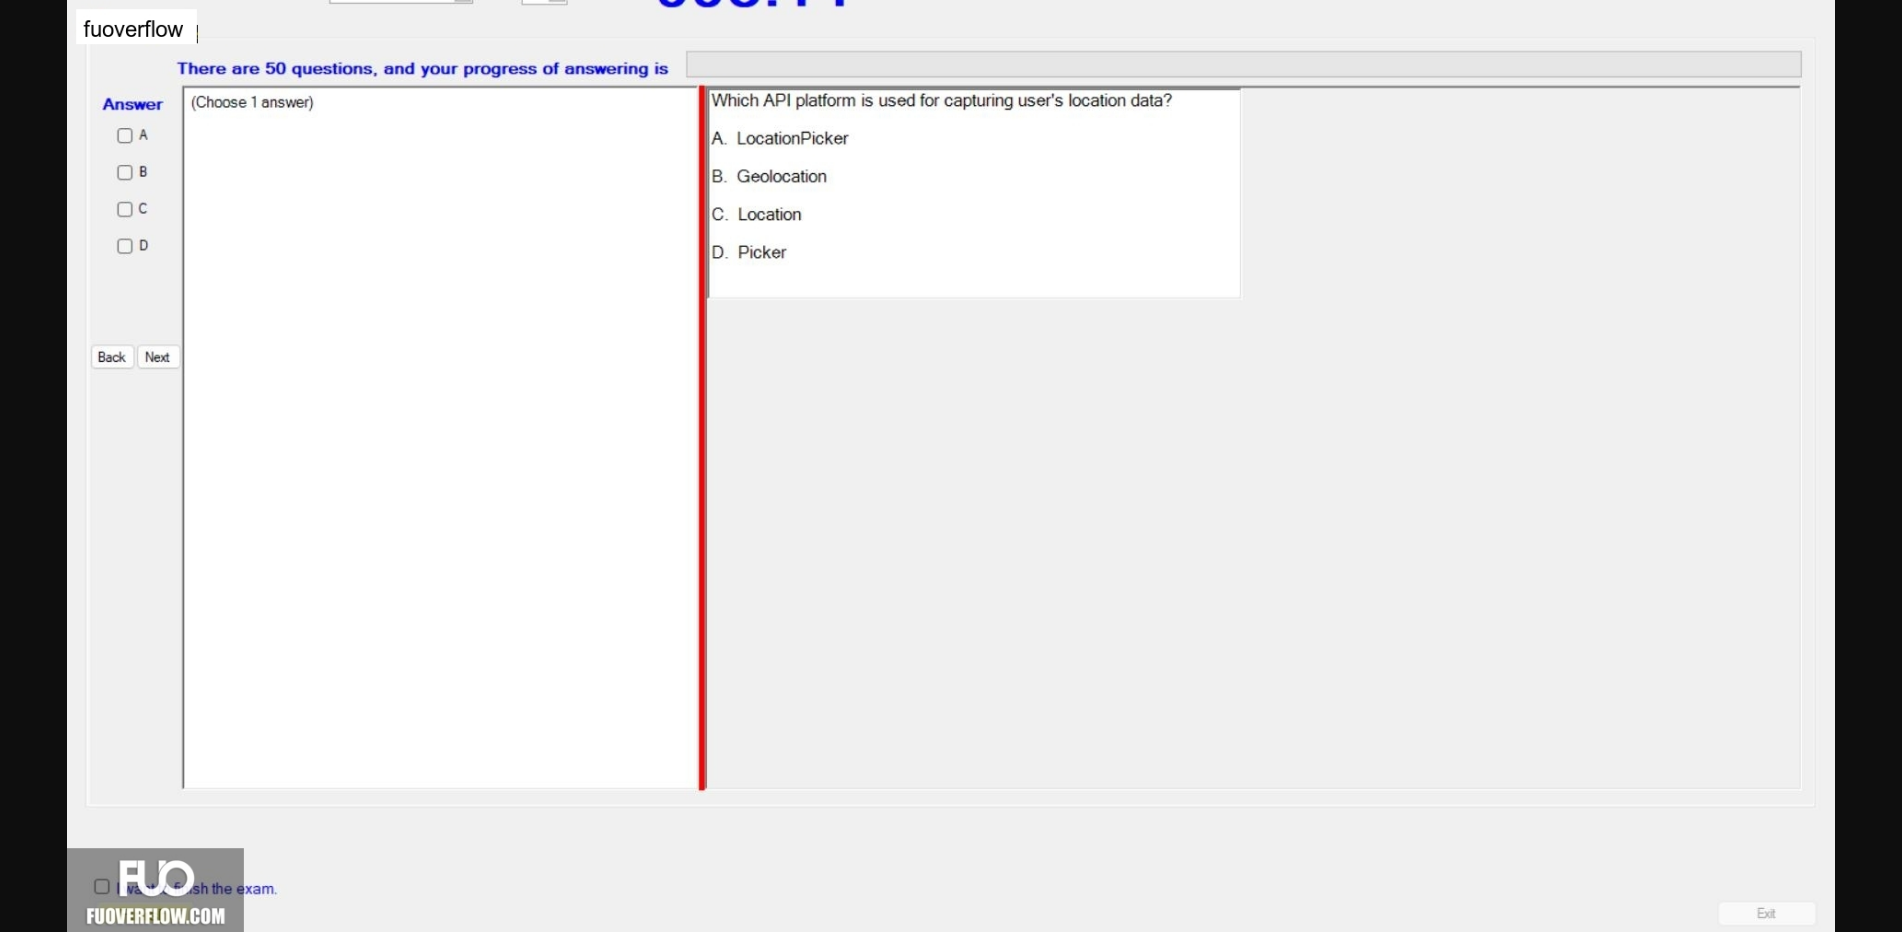 fuoverflow
There are 50 questions, and your progress of answering is
Answer
A
B
C
D
Back Next
(Choose 1 answer)
Which API platform is used for capturing user's location data?
A. LocationPicker
B. Geolocation
C. Location
D. Picker
FUO
sh the exam.
FUOVERFLOW.COM
Exit